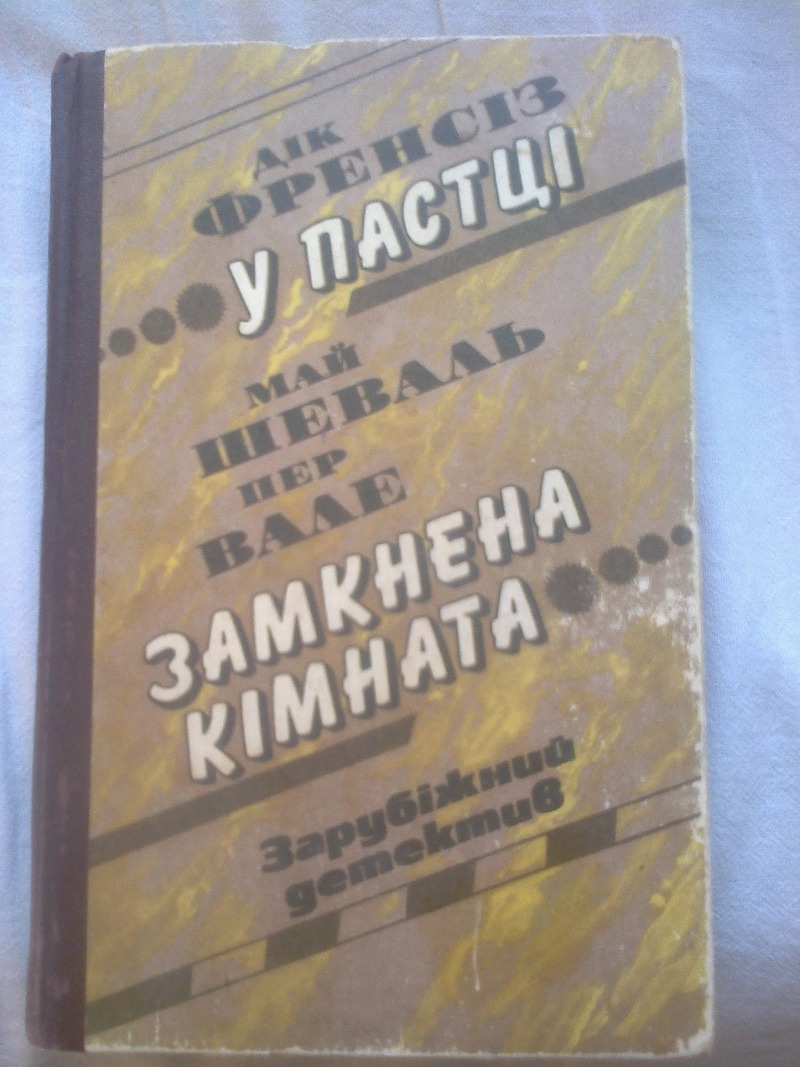 ДІК
ФРЕНСІЗ
У ПАСТЦІ
МАЙ
ШЕВАЛЬ
ПЕР
ВАЛЕ
ЗАМКНЕНА
КІМНАТА
Зарубіжний
детектив